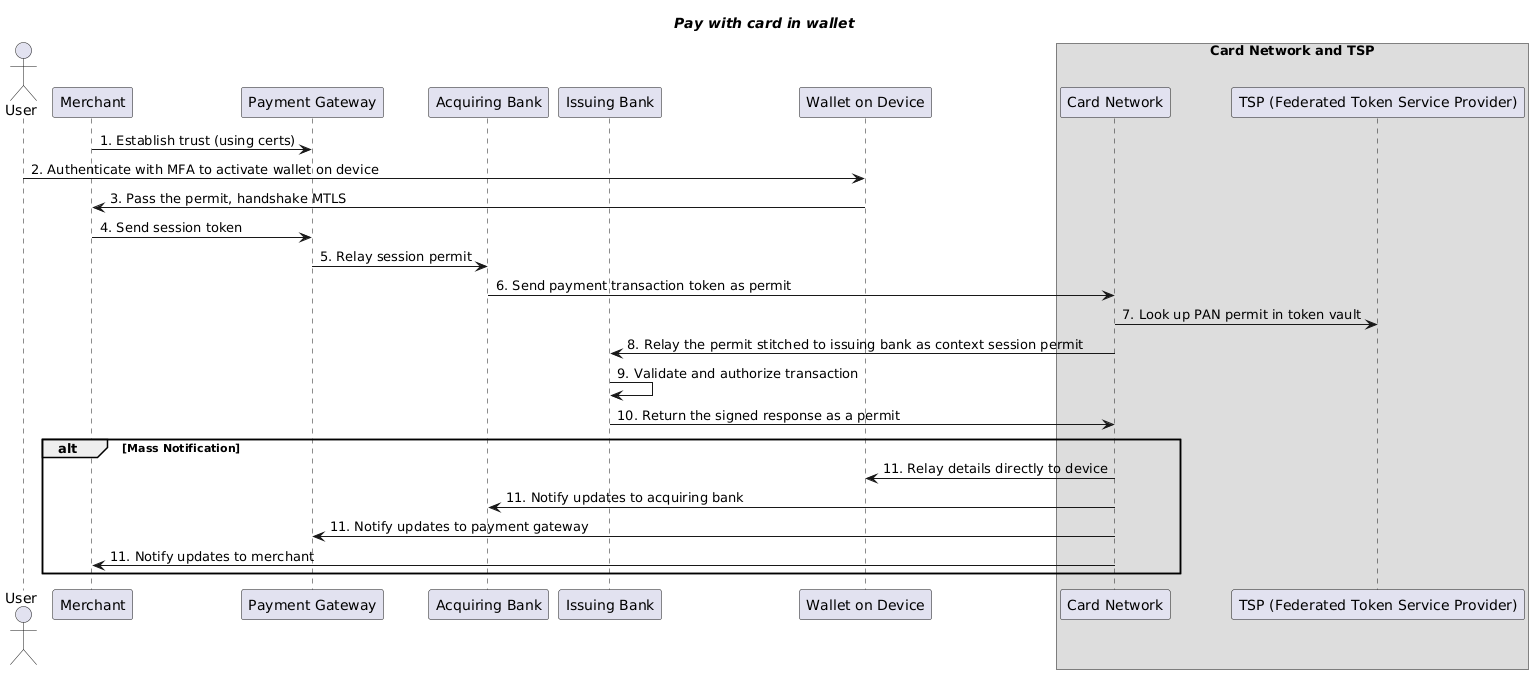 Pay with card in wallet
Card Network and TSP
User
Merchant
Payment Gateway
Acquiring Bank
Issuing Bank
Wallet on Device
Card Network
TSP (Federated Token Service Provider)
1. Establish trust (using certs)
2. Authenticate with MFA to activate wallet on device
3. Pass the permit, handshake MTLS
4. Send session token
5. Relay session permit
6. Send payment transaction token as permit
7. Look up PAN permit in token vault
8. Relay the permit stitched to issuing bank as context session permit
9. Validate and authorize transaction
10. Return the signed response as a permit
alt [Mass Notification]
11. Relay details directly to device
11. Notify updates to acquiring bank
11. Notify updates to payment gateway
11. Notify updates to merchant
User
Merchant
Payment Gateway
Acquiring Bank
Issuing Bank
Wallet on Device
Card Network
TSP (Federated Token Service Provider)